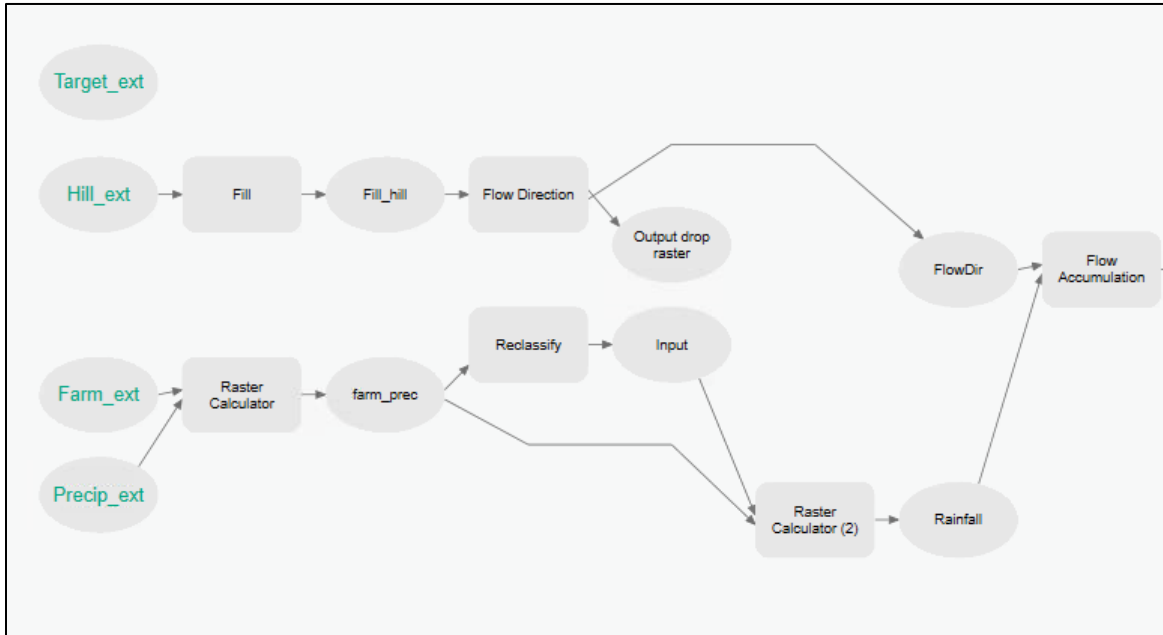 Target_ext
Hill_ext
Fill
Fill_hill
Flow Direction
Output drop
raster
FlowDir
Flow
Accumulation
Reclassify
Input
Farm_ext
Raster
Calculator
farm_prec
Precip_ext
Raster
Calculator (2)
Rainfall